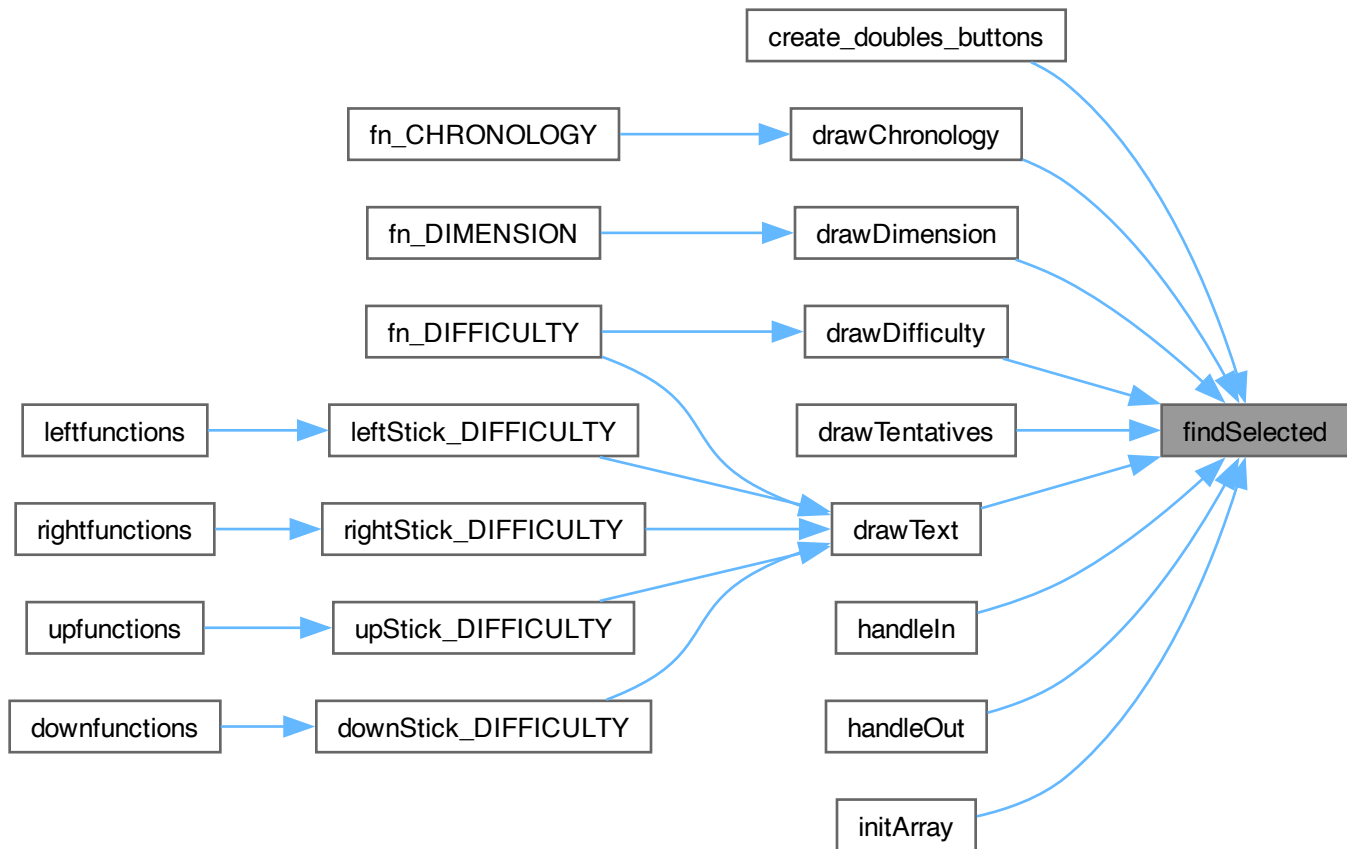 create_doubles_buttons
fn_CHRONOLOGY
drawChronology
fn_DIMENSION
drawDimension
fn_DIFFICULTY
drawDifficulty
leftfunctions
leftStick_DIFFICULTY
drawTentatives
findSelected
rightfunctions
rightStick_DIFFICULTY
drawText
upfunctions
upStick_DIFFICULTY
handleIn
downfunctions
downStick_DIFFICULTY
handleOut
initArray